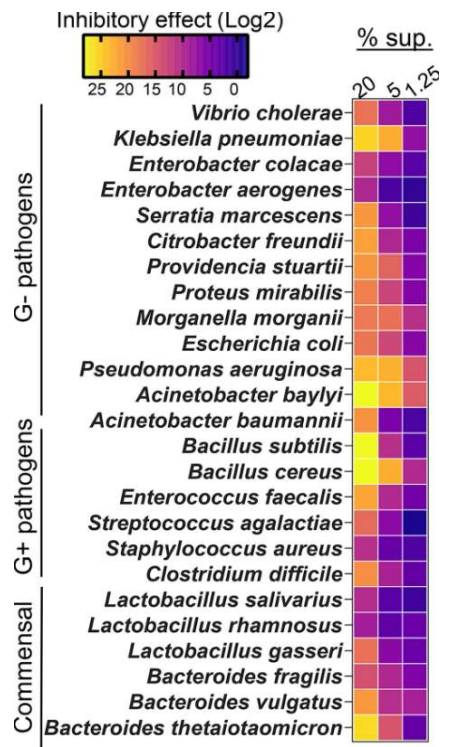 Inhibitory effect (Log2)
% sup.
25 20 15 10 5 0
20 5 1.25
G- pathogens
Vibrio cholerae
Klebsiella pneumoniae
Enterobacter colacae
Enterobacter aerogenes
Serratia marcescens
Citrobacter freundii
Providencia stuartii
Proteus mirabilis
Morganella morganii
Escherichia coli
Pseudomonas aeruginosa
Acinetobacter baylyi
Acinetobacter baumannii
G+ pathogens
Bacillus subtilis
Bacillus cereus
Enterococcus faecalis
Streptococcus agalactiae
Staphylococcus aureus
Clostridium difficile
Commensal
Lactobacillus salivarius
Lactobacillus rhamnosus
Lactobacillus gasseri
Bacteroides fragilis
Bacteroides vulgatus
Bacteroides thetaiotaomicron